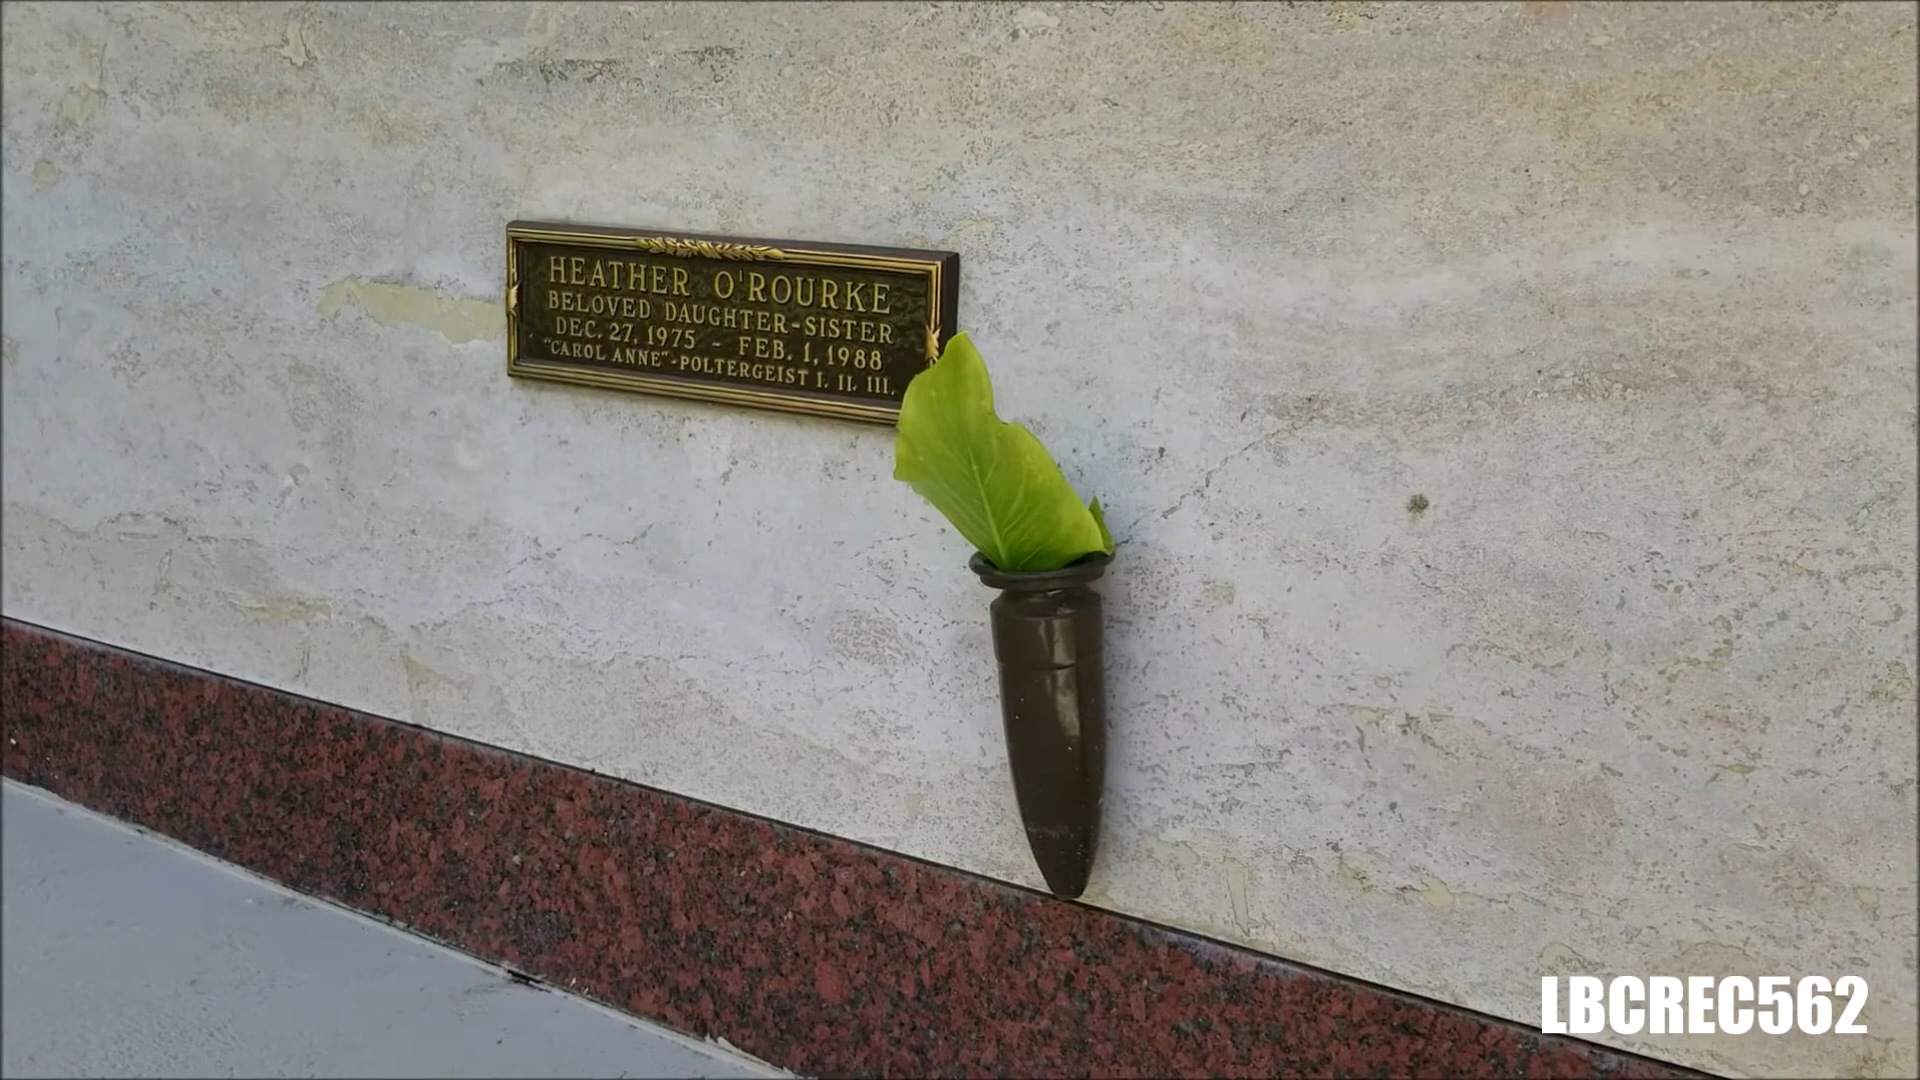 HEATHER O'ROURKE
BELOVED DAUGHTER-SISTER
DEC. 27, 1975 - FEB. 1, 1988
"CAROL ANNE"-POLTERGEIST I. II. III.
LBCREC562